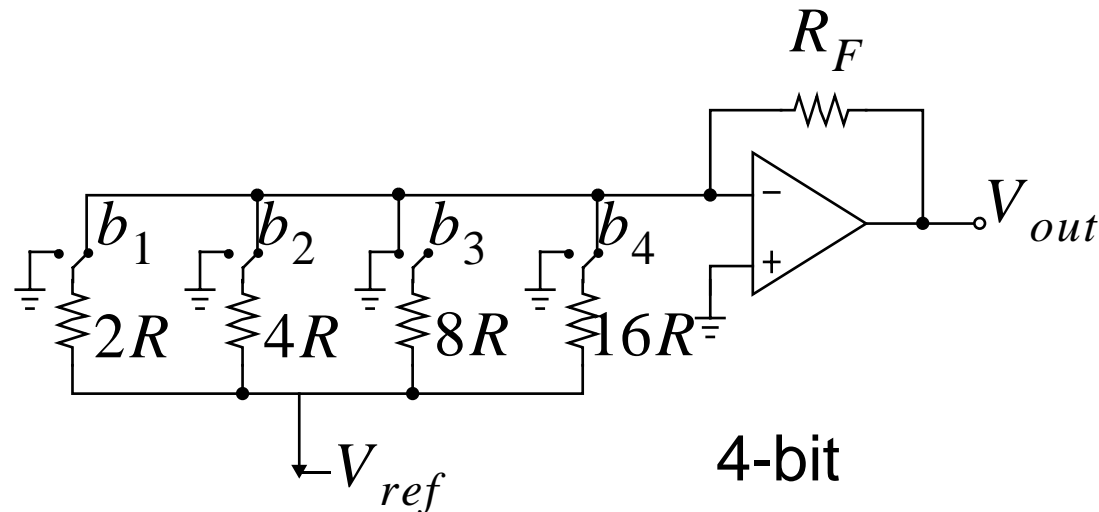 R_F
− V_out
b_1 b_2 b_3 b_4
+
2R 4R 8R 16R
−V_ref
4-bit